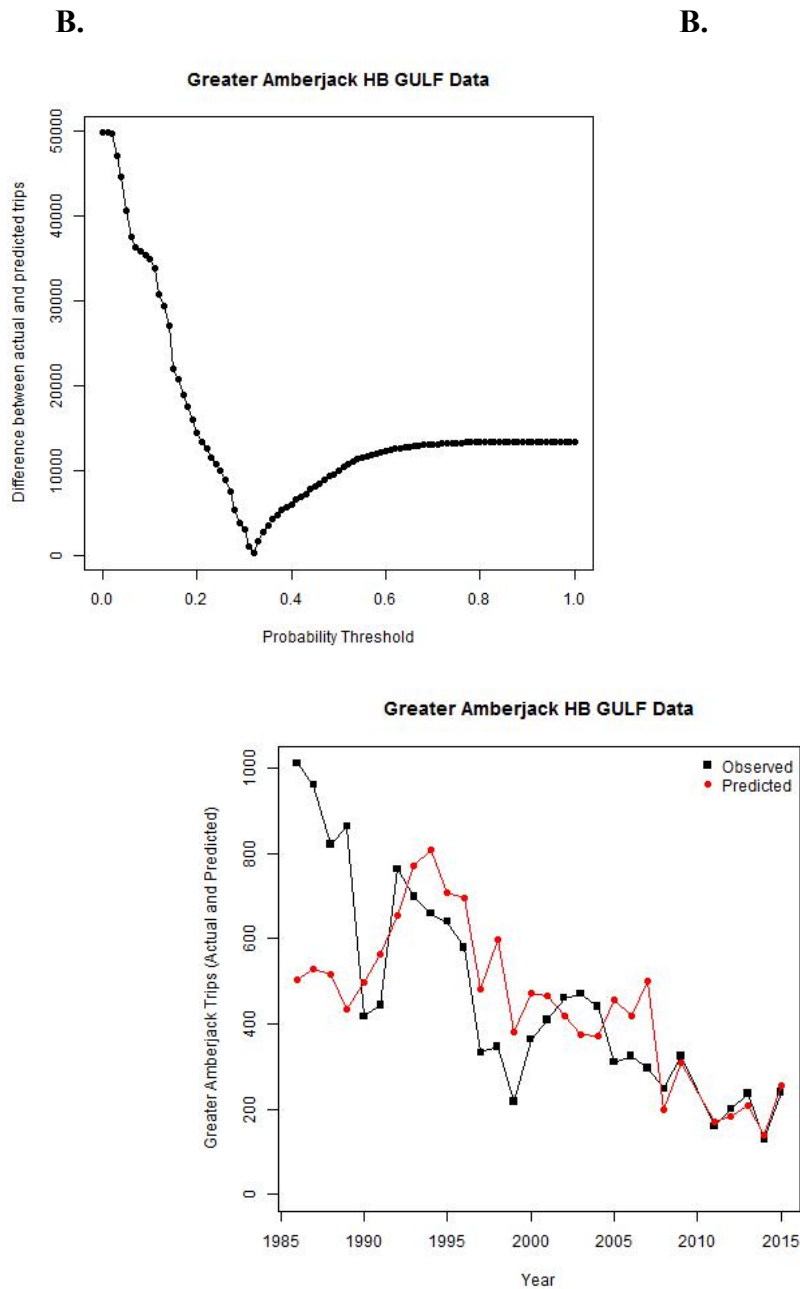 B.
B.
Greater Amberjack HB GULF Data
Difference between actual and predicted trips
50000
40000
30000
20000
10000
0
0.0 0.2 0.4 0.6 0.8 1.0
Probability Threshold
Greater Amberjack HB GULF Data
Greater Amberjack Trips (Actual and Predicted)
1000
800
600
400
200
0
Observed
Predicted
1985 1990 1995 2000 2005 2010 2015
Year